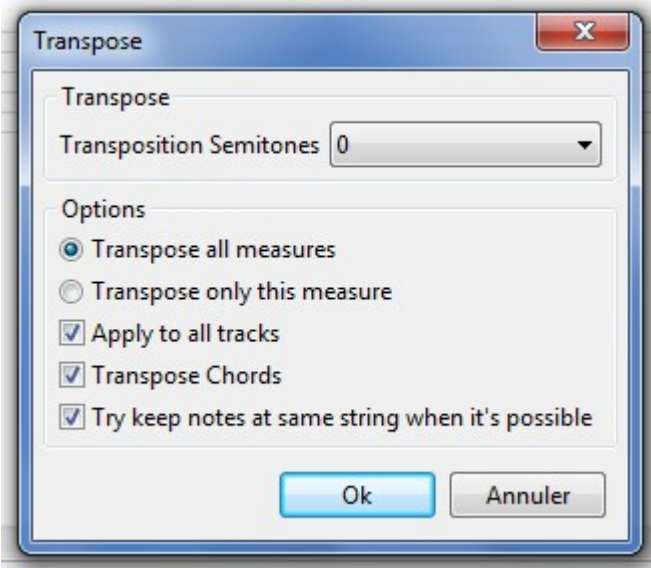 Transpose
Transpose
Transposition Semitones 0
Options
Transpose all measures
Transpose only this measure
Apply to all tracks
Transpose Chords
Try keep notes at same string when it's possible
Ok Annuler